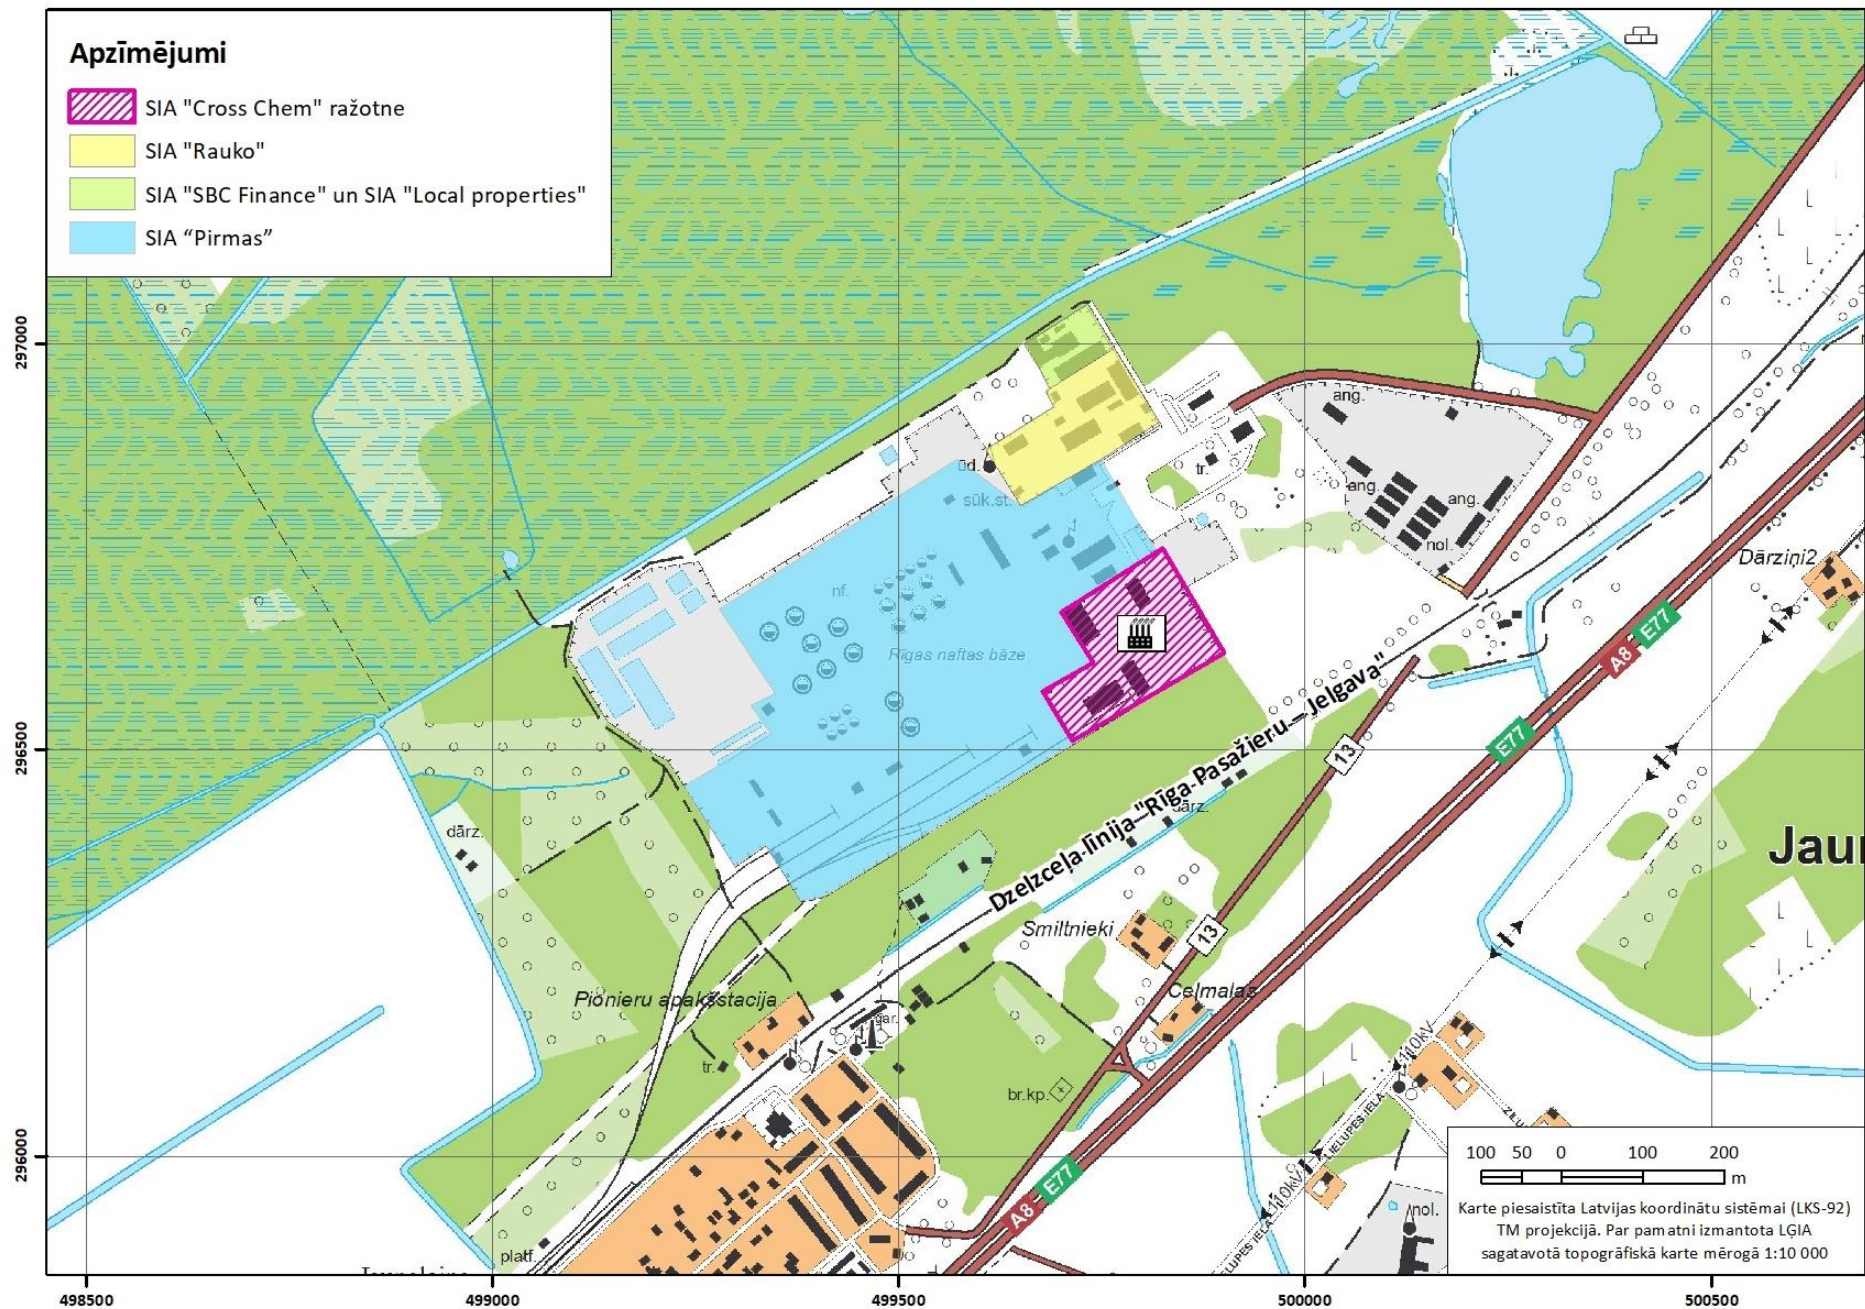 Apzīmējumi
SIA "Cross Chem" ražotne
SIA "Rauko"
SIA "SBC Finance" un SIA "Local properties"
SIA “Pirmas”
297000
296500
296000
ang.
ūd.
sūk.st.
tr.
ang.
ang.
nol.
Dārziņi2
nf.
Rīgas naftas bāze
A8
E77
E77
13
Dzelzceļa līnija "Rīga Pasažieru – Jelgava"
dārz.
dārz.
Jau
Smiltnieki
13
Pionieru apakšstacija
Ceļmalas
gar.
tr.
br.kp.
110kV
LIELUPES IELA
110kV
A8
E77
nol.
platf.
100 50 0 100 200
m
Karte piesaistīta Latvijas koordinātu sistēmai (LKS-92)
TM projekcijā. Par pamatni izmantota LĢIA
sagatavotā topogrāfiskā karte mērogā 1:10 000
498500 499000 499500 500000 500500